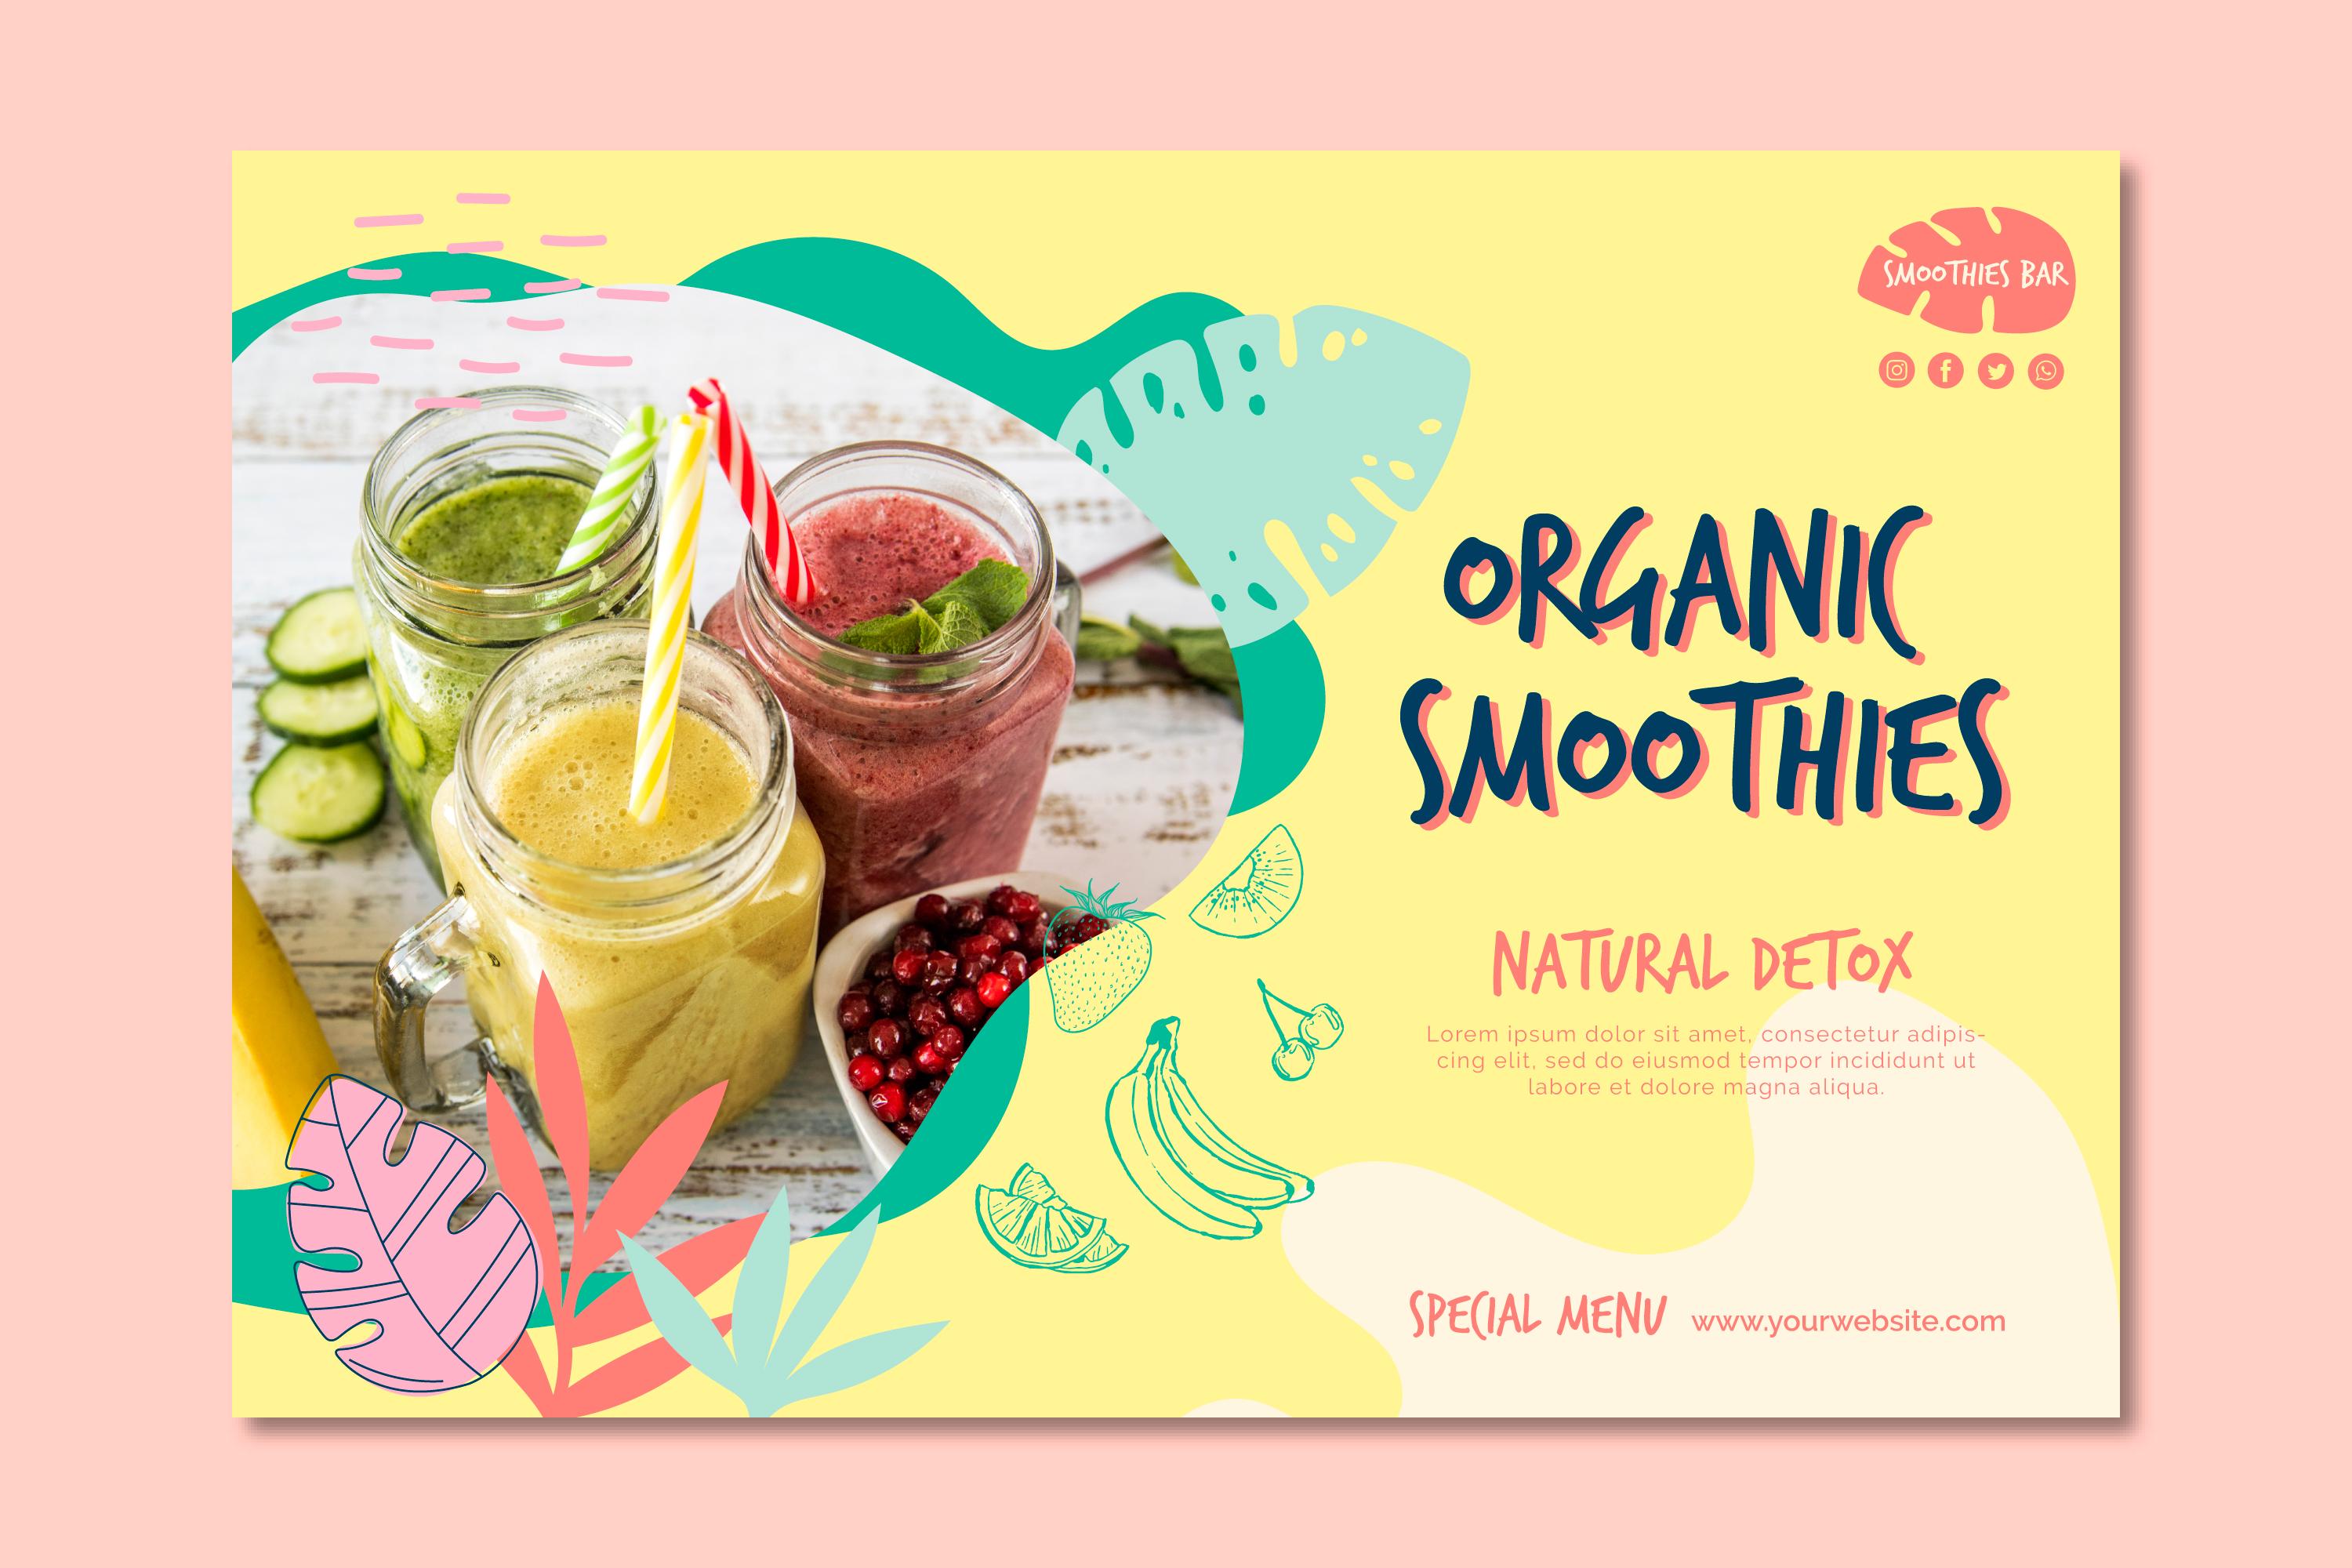 SMOOTHIES BAR
ORGANIC
SMOOTHIES
NATURAL DETOX
Lorem ipsum dolor sit amet, consectetur adipis-
cing elit, sed do eiusmod tempor incididunt ut
labore et dolore magna aliqua.
SPECIAL MENU www.yourwebsite.com